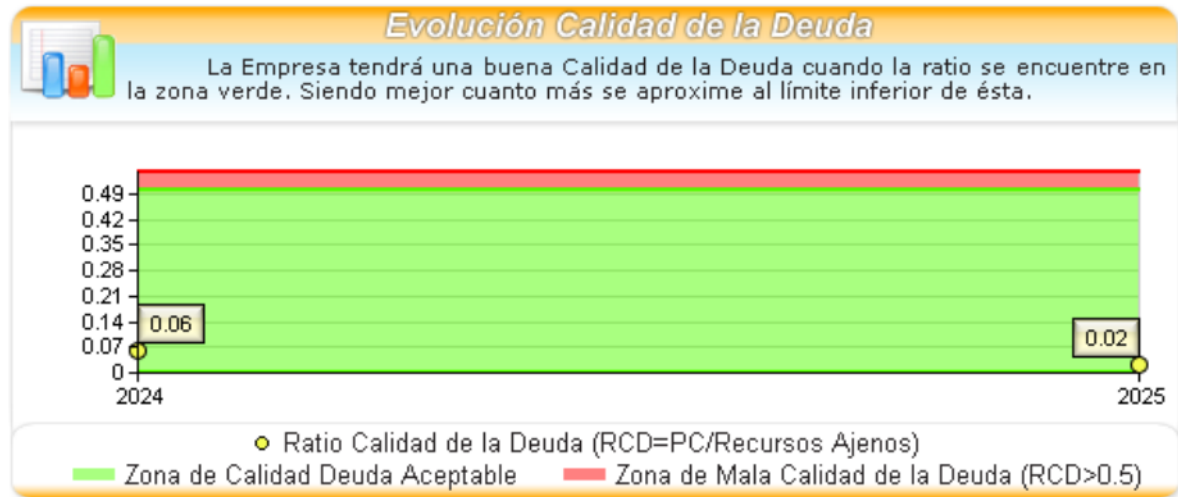 Evolución Calidad de la Deuda
La Empresa tendrá una buena Calidad de la Deuda cuando la ratio se encuentre en
la zona verde. Siendo mejor cuanto más se aproxime al límite inferior de ésta.
0.49
0.42
0.35
0.28
0.21
0.14
0.07
0
0.06
0.02
2024
2025
Ratio Calidad de la Deuda (RCD=PC/Recursos Ajenos)
Zona de Calidad Deuda Aceptable
Zona de Mala Calidad de la Deuda (RCD>0.5)